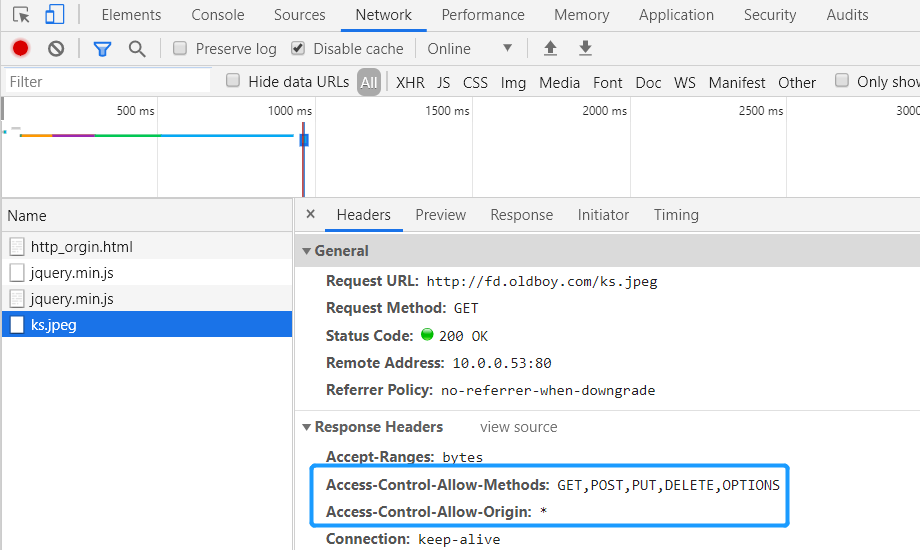 Elements Console Sources Network Performance Memory Application Security Audits
Preserve log Disable cache Online
Filter Hide data URLs All XHR JS CSS Img Media Font Doc WS Manifest Other Only show
500 ms 1000 ms 1500 ms 2000 ms 2500 ms 3000
Name
http_orgin.html
jquery.min.js
jquery.min.js
ks.jpeg
× Headers Preview Response Initiator Timing
General
Request URL: http://fd.oldboy.com/ks.jpeg
Request Method: GET
Status Code: 200 OK
Remote Address: 10.0.0.53:80
Referrer Policy: no-referrer-when-downgrade
Response Headers view source
Accept-Ranges: bytes
Access-Control-Allow-Methods: GET,POST,PUT,DELETE,OPTIONS
Access-Control-Allow-Origin: *
Connection: keep-alive